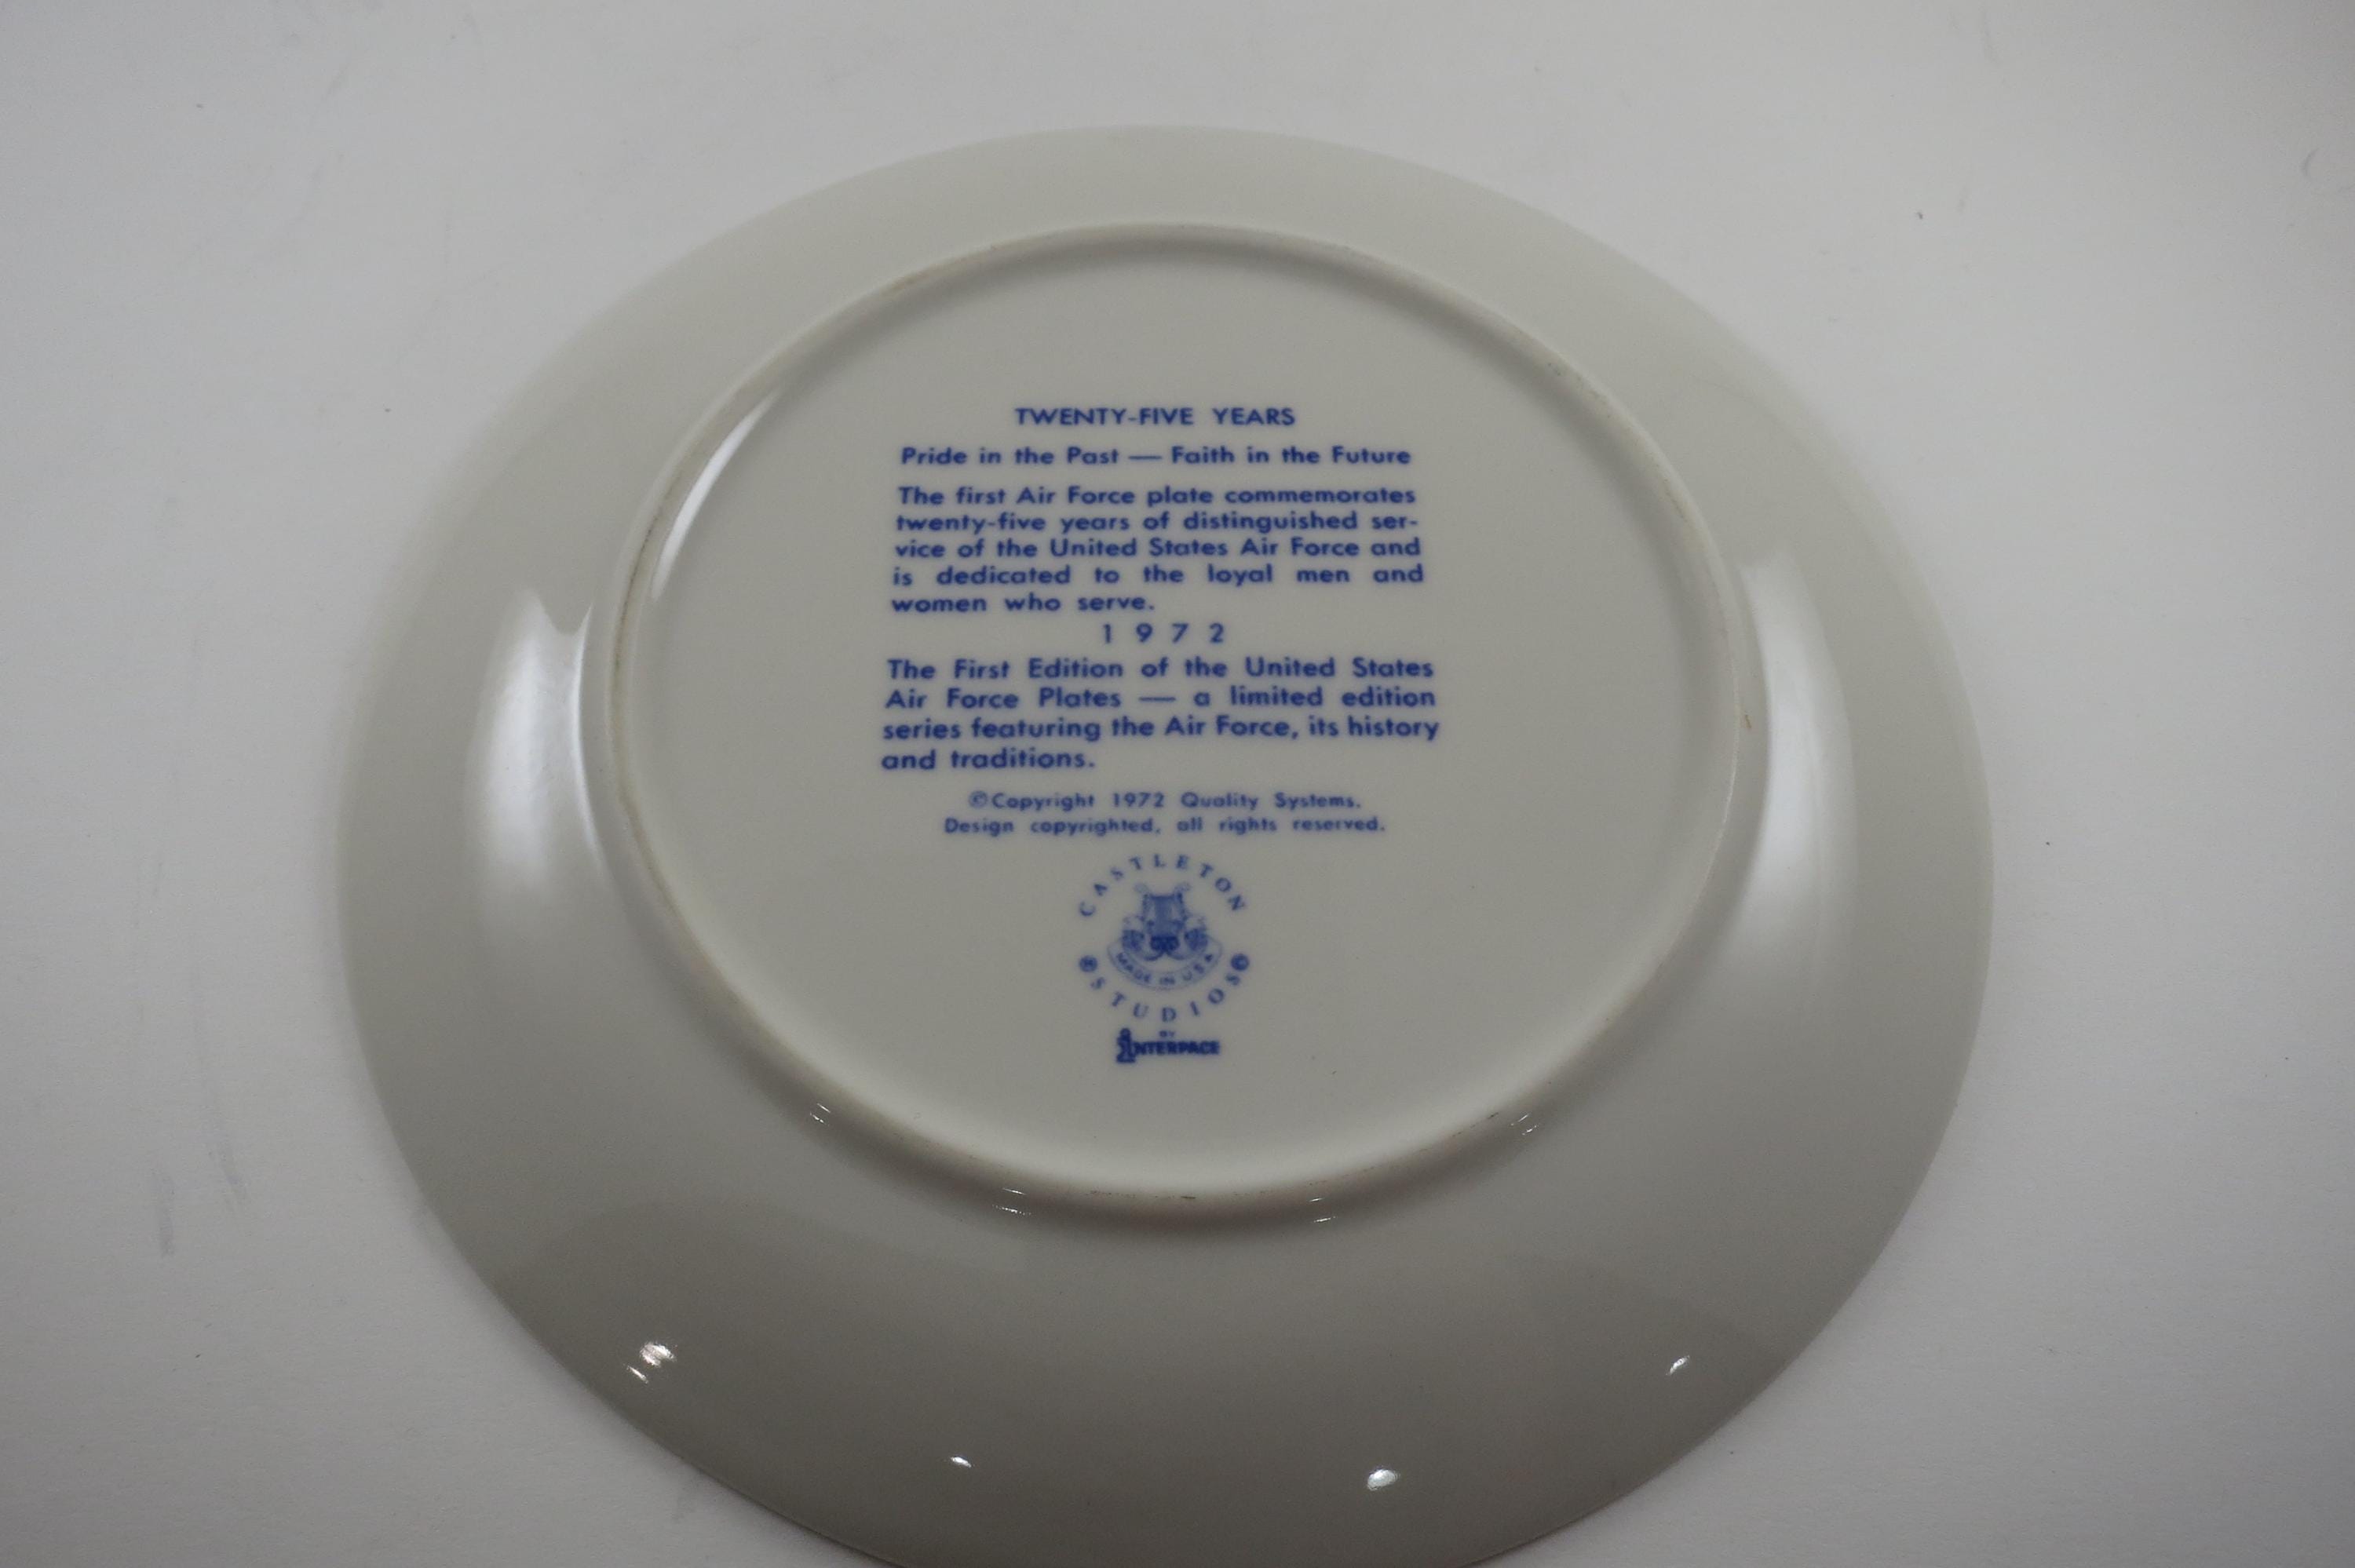 TWENTY-FIVE YEARS
Pride in the Past — Faith in the Future
The first Air Force plate commemorates
twenty-five years of distinguished ser-
vice of the United States Air Force and
is dedicated to the loyal men and
women who serve.
1 9 7 2
The First Edition of the United States
Air Force Plates — a limited edition
series featuring the Air Force, its history
and traditions.
©Copyright 1972 Quality Systems.
Design copyrighted, all rights reserved.
CASTLETON
MADE IN U.S.A.
® STUDIOS ©
BY
INTERPACE